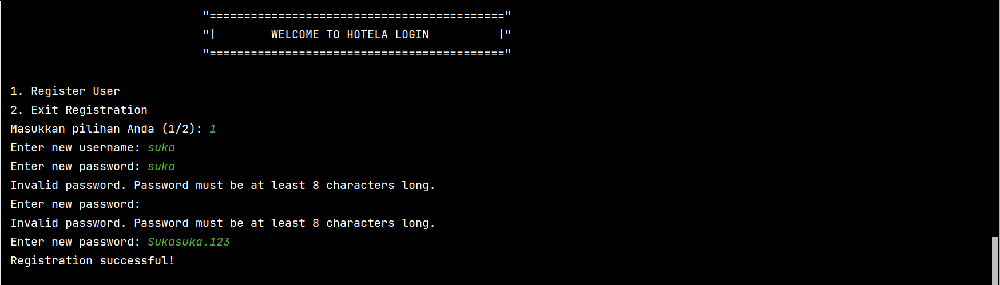 "==========================================="
"|        WELCOME TO HOTELA LOGIN          |"
"==========================================="
1. Register User
2. Exit Registration
Masukkan pilihan Anda (1/2): 1
Enter new username: suka
Enter new password: suka
Invalid password. Password must be at least 8 characters long.
Enter new password:
Invalid password. Password must be at least 8 characters long.
Enter new password: Sukasuka.123
Registration successful!